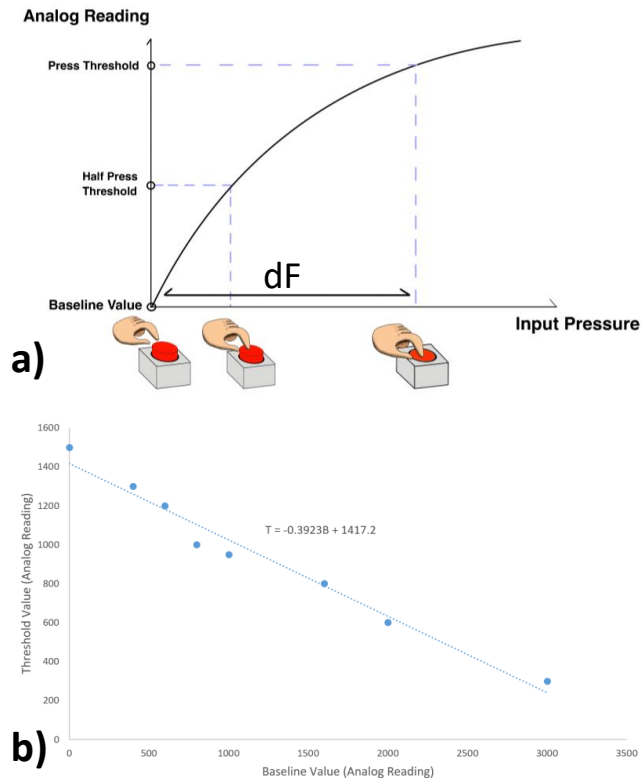 Analog Reading
Press Threshold
Half Press
Threshold
dF
Baseline Value
Input Pressure
a)
1600
1400
1200
1000
800
600
400
200
0
Threshold Value (Analog Reading)
T = -0.3923B + 1417.2
0
500
1000
1500
2000
2500
3000
3500
Baseline Value (Analog Reading)
b)